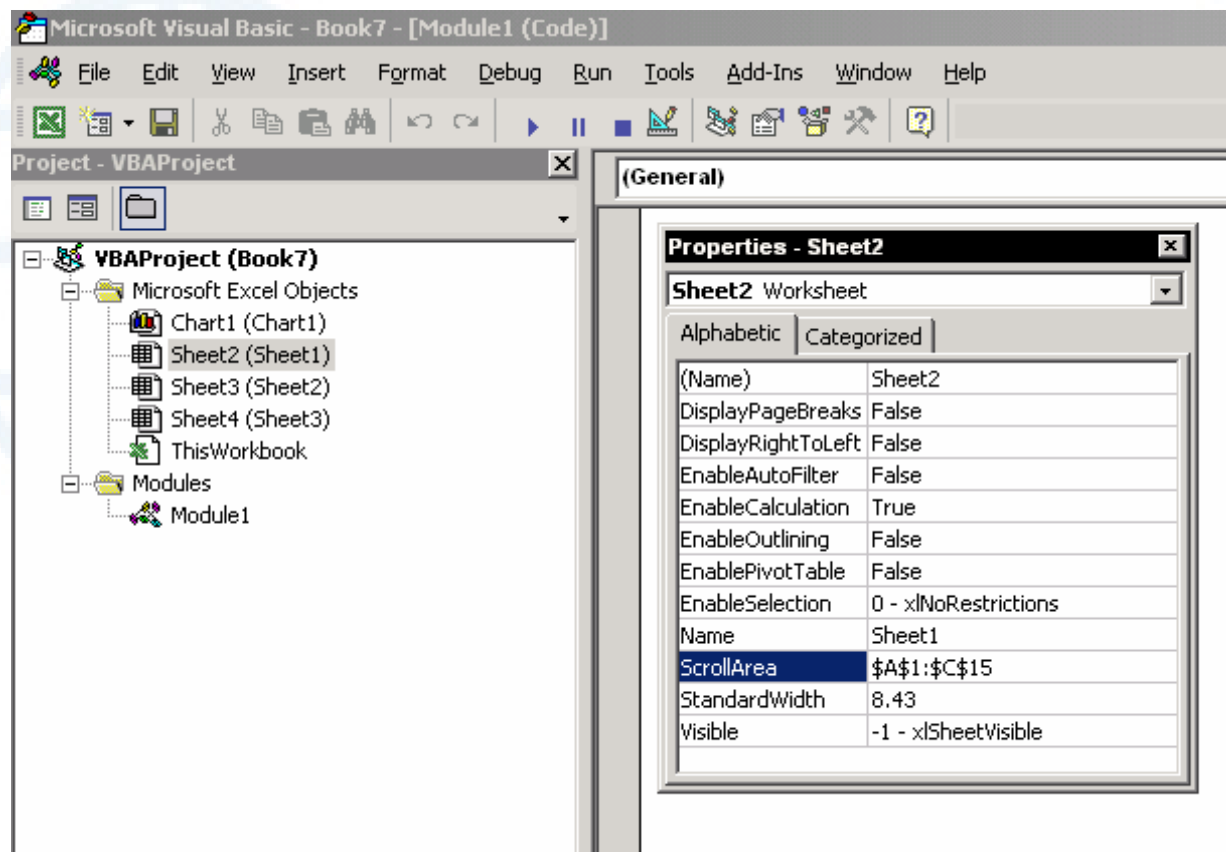 Microsoft Visual Basic - Book7 - [Module1 (Code)]
File Edit View Insert Format Debug Run Tools Add-Ins Window Help
Project - VBAProject
(General)
VBAProject (Book7)
Microsoft Excel Objects
Chart1 (Chart1)
Sheet2 (Sheet1)
Sheet3 (Sheet2)
Sheet4 (Sheet3)
ThisWorkbook
Modules
Module1
Properties - Sheet2
Sheet2 Worksheet
Alphabetic Categorized
(Name) Sheet2
DisplayPageBreaks False
DisplayRightToLeft False
EnableAutoFilter False
EnableCalculation True
EnableOutlining False
EnablePivotTable False
EnableSelection 0 - xlNoRestrictions
Name Sheet1
ScrollArea $A$1:$C$15
StandardWidth 8.43
Visible -1 - xlSheetVisible